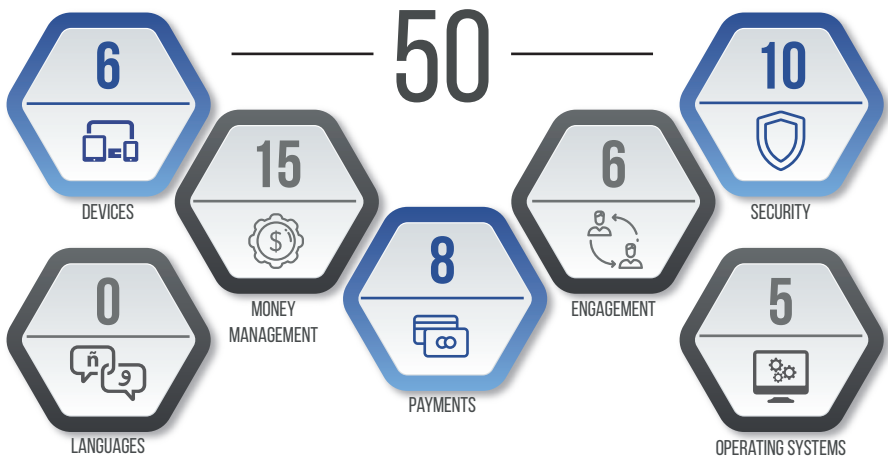 50
6
DEVICES
15
MONEY
MANAGEMENT
8
PAYMENTS
6
ENGAGEMENT
10
SECURITY
0
ñ
و
LANGUAGES
5
OPERATING SYSTEMS